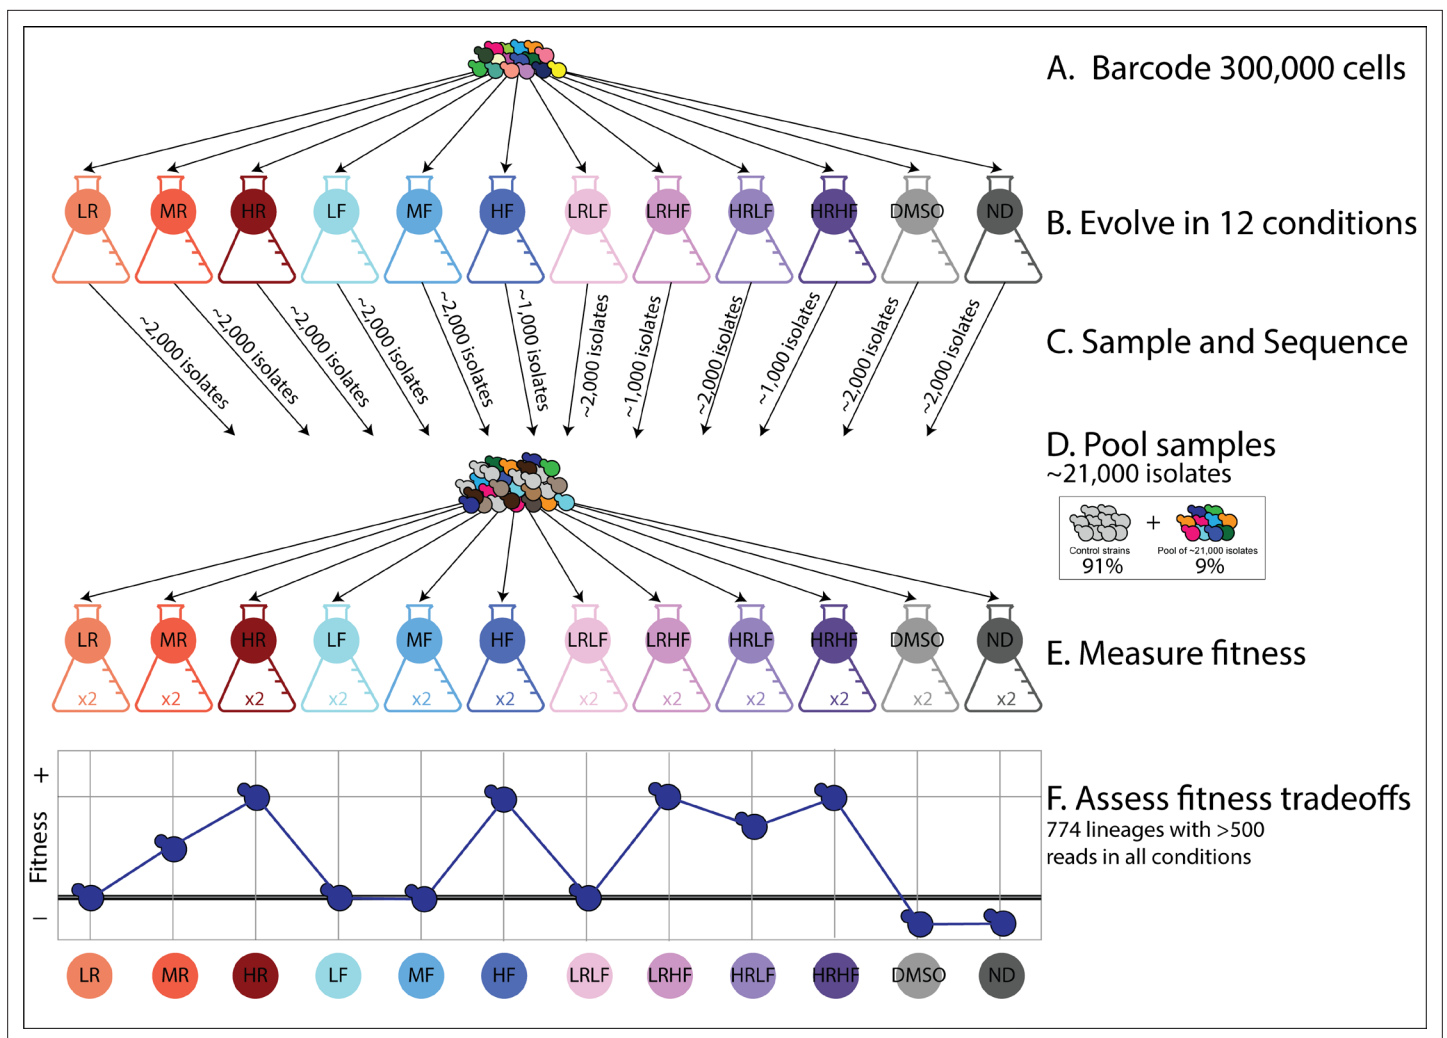 A. Barcode 300,000 cells
LR MR HR LF MF HF LRLF LRHF HRLF HRHF DMSO ND
B. Evolve in 12 conditions
~2,000 isolates
~2,000 isolates
~2,000 isolates
~2,000 isolates
~2,000 isolates
~1,000 isolates
~2,000 isolates
~1,000 isolates
~2,000 isolates
~1,000 isolates
~2,000 isolates
~2,000 isolates
C. Sample and Sequence
D. Pool samples
~21,000 isolates
+
Control strains
91%
Pool of ~21,000 isolates
9%
LR MR HR LF MF HF LRLF LRHF HRLF HRHF DMSO ND
x2 x2 x2 x2 x2 x2 x2 x2 x2 x2 x2 x2
E. Measure fitness
+
Fitness
–
F. Assess fitness tradeoffs
774 lineages with >500
reads in all conditions
LR MR HR LF MF HF LRLF LRHF HRLF HRHF DMSO ND